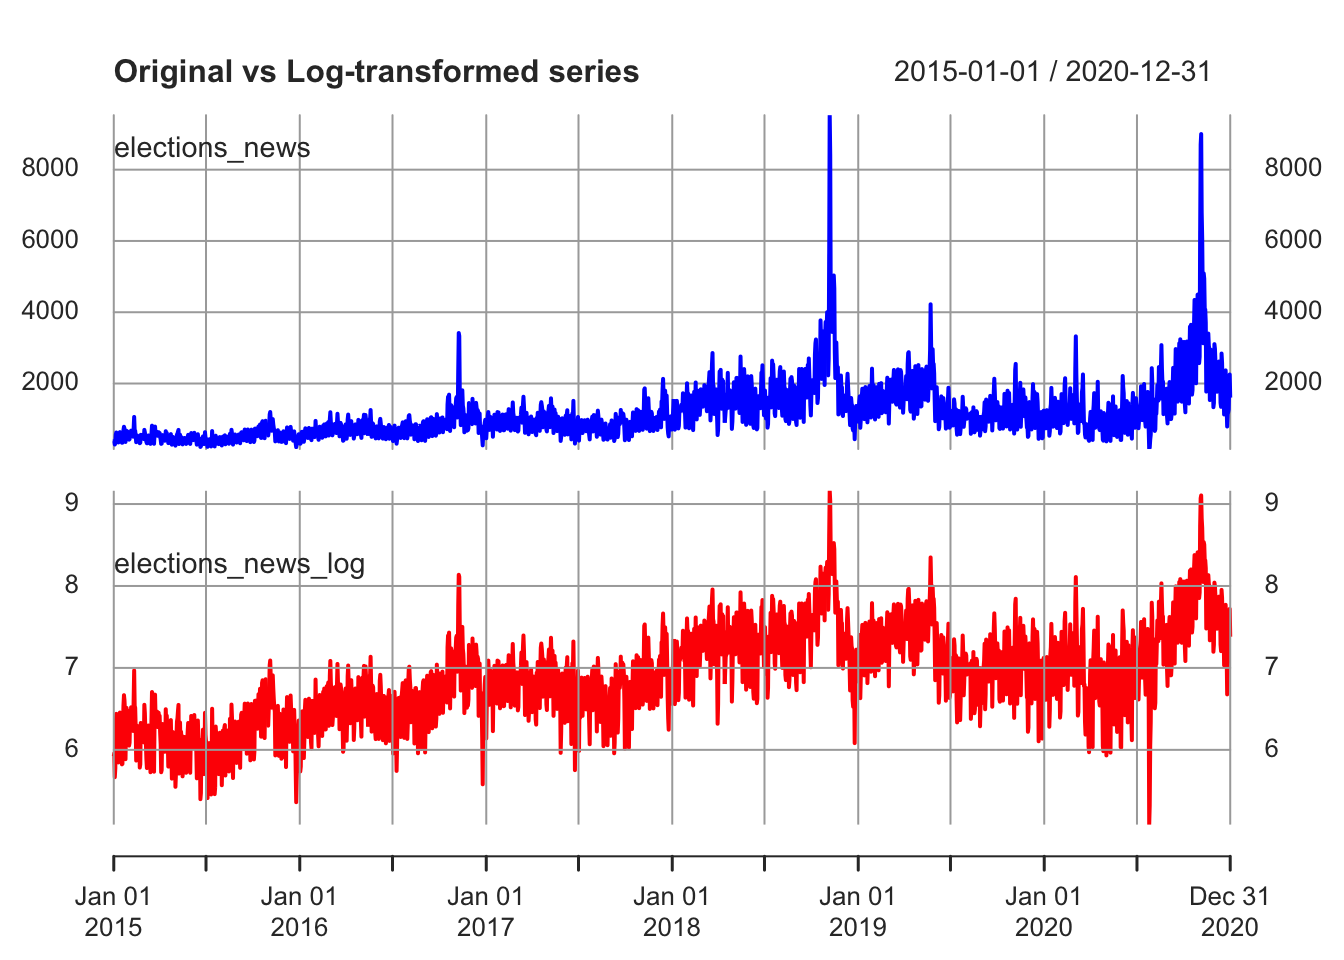 Original vs Log-transformed series 2015-01-01 / 2020-12-31
elections_news
8000 8000
6000 6000
4000 4000
2000 2000
9 9
elections_news_log
8 8
7 7
6 6
Jan 01 Jan 01 Jan 01 Jan 01 Jan 01 Jan 01 Dec 31
2015 2016 2017 2018 2019 2020 2020